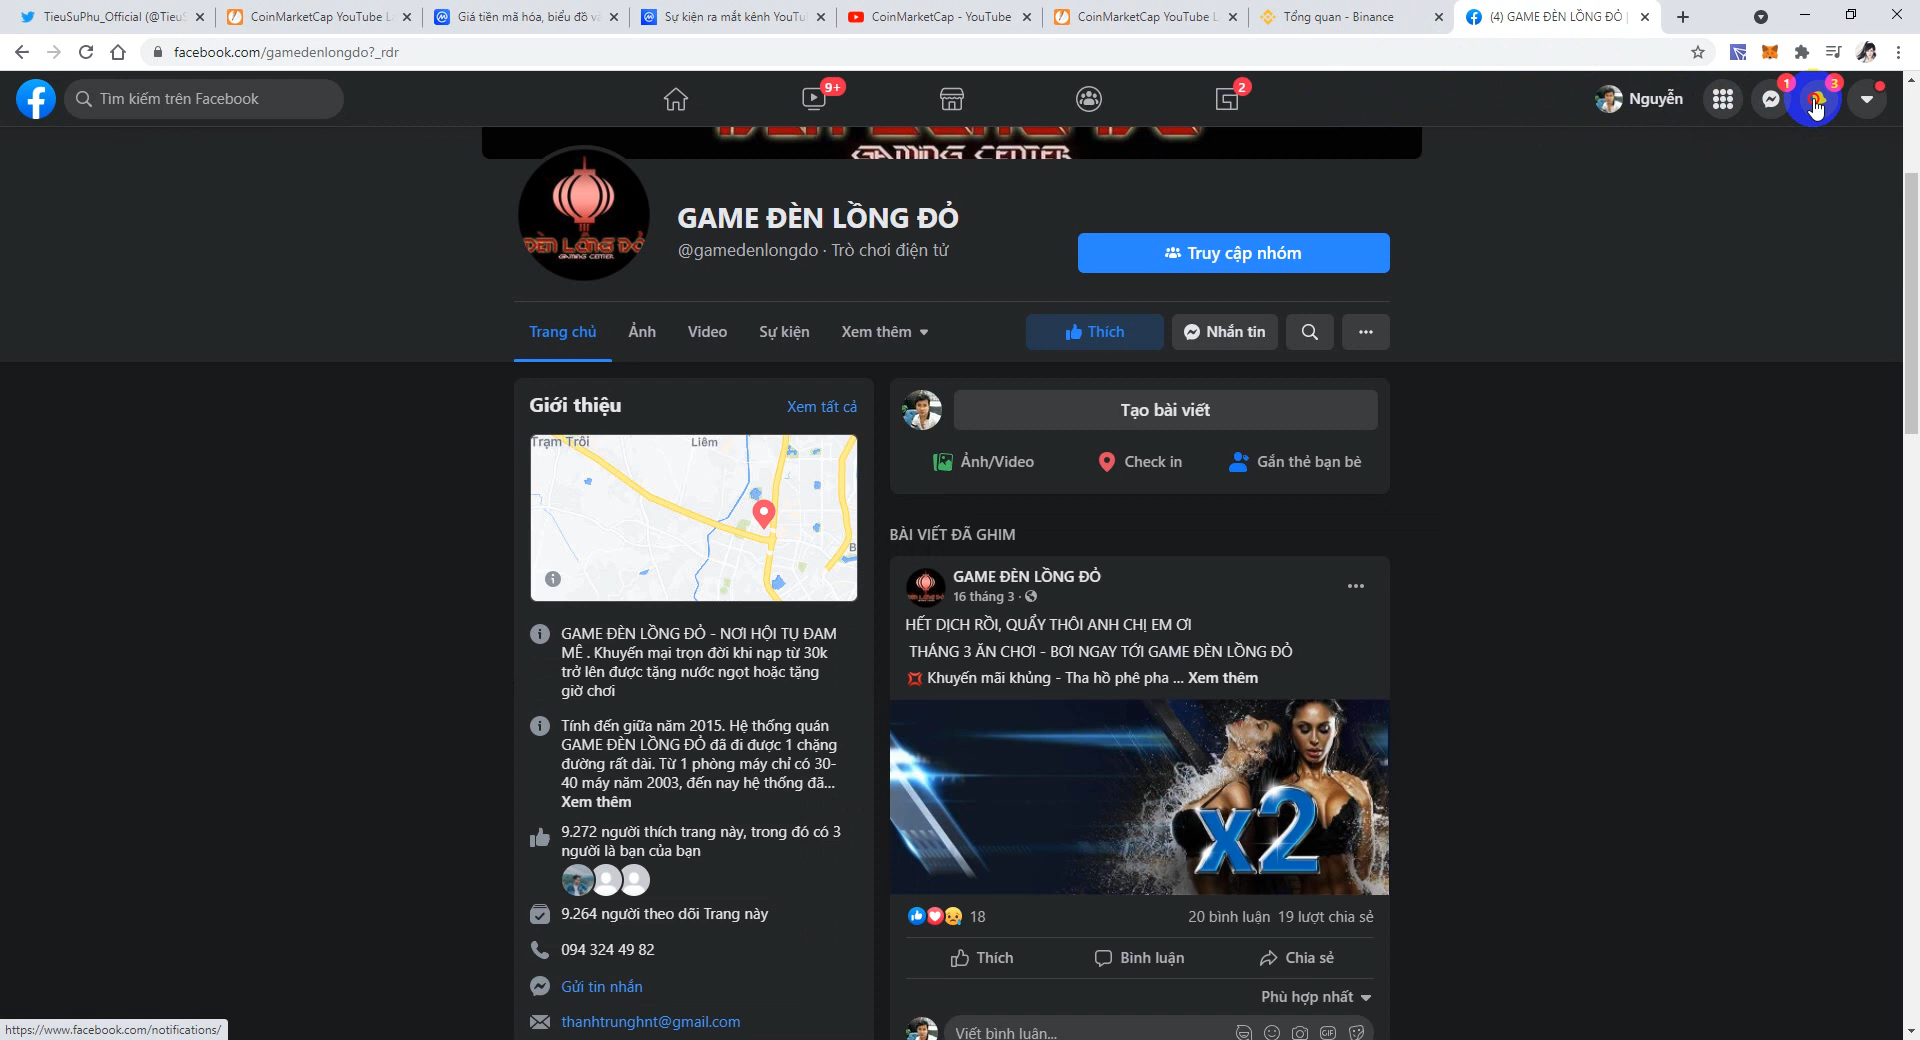 TieuSuPhu_Official (@TieuS
CoinMarketCap YouTube L
Giá tiền mã hóa, biểu đồ v
Sự kiện ra mắt kênh YouTu
CoinMarketCap - YouTube
CoinMarketCap YouTube L
Tổng quan - Binance
(4) GAME ĐÈN LỒNG ĐỎ |
facebook.com/gamedenlongdo?_rdr
Tìm kiếm trên Facebook
9+
2
Nguyễn
1
3
GAMING CENTER
ĐÈN LỒNG ĐỎ
GAMING CENTER
GAME ĐÈN LỒNG ĐỎ
@gamedenlongdo · Trò chơi điện tử
Truy cập nhóm
Trang chủ
Ảnh
Video
Sự kiện
Xem thêm
Thích
Nhắn tin
Giới thiệu
Xem tất cả
Trạm Trôi
Liêm
B
GAME ĐÈN LỒNG ĐỎ - NƠI HỘI TỤ ĐAM
MÊ . Khuyến mại trọn đời khi nạp từ 30k
trở lên được tặng nước ngọt hoặc tặng
giờ chơi
Tính đến giữa năm 2015. Hệ thống quán
GAME ĐÈN LỒNG ĐỎ đã đi được 1 chặng
đường rất dài. Từ 1 phòng máy chỉ có 30-
40 máy năm 2003, đến nay hệ thống đã...
Xem thêm
9.272 người thích trang này, trong đó có 3
người là bạn của bạn
9.264 người theo dõi Trang này
094 324 49 82
Gửi tin nhắn
thanhtrunghnt@gmail.com
Tạo bài viết
Ảnh/Video
Check in
Gắn thẻ bạn bè
BÀI VIẾT ĐÃ GHIM
GAME ĐÈN LỒNG ĐỎ
16 tháng 3 ·
HẾT DỊCH RỒI, QUẨY THÔI ANH CHỊ EM ƠI
THÁNG 3 ĂN CHƠI - BƠI NGAY TỚI GAME ĐÈN LỒNG ĐỎ
Khuyến mãi khủng - Tha hồ phê pha ... Xem thêm
x2
18
20 bình luận 19 lượt chia sẻ
Thích
Bình luận
Chia sẻ
Phù hợp nhất
Viết bình luận...
GIF
https://www.facebook.com/notifications/